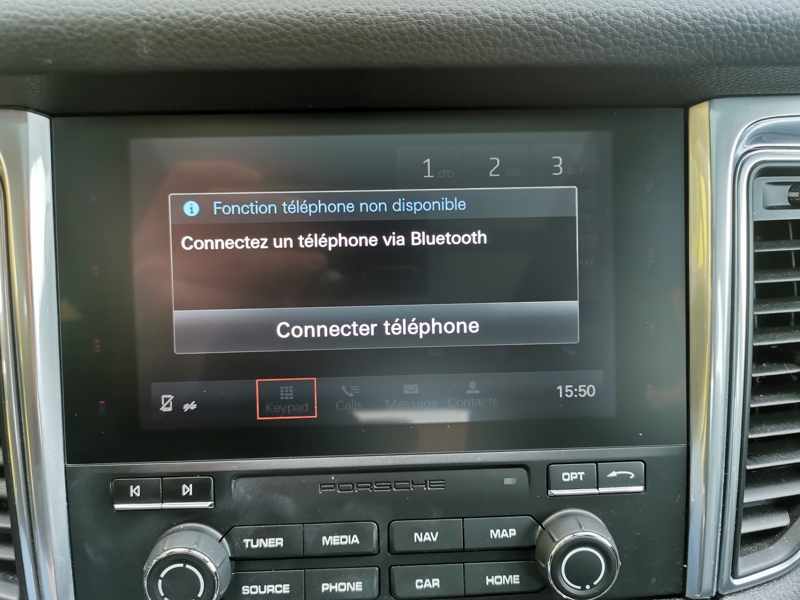 1 2 3
Fonction téléphone non disponible
Connectez un téléphone via Bluetooth
Connecter téléphone
Keypad Calls Message Contacts 15:50
PORSCHE
OPT
TUNER MEDIA NAV MAP
SOURCE PHONE CAR HOME